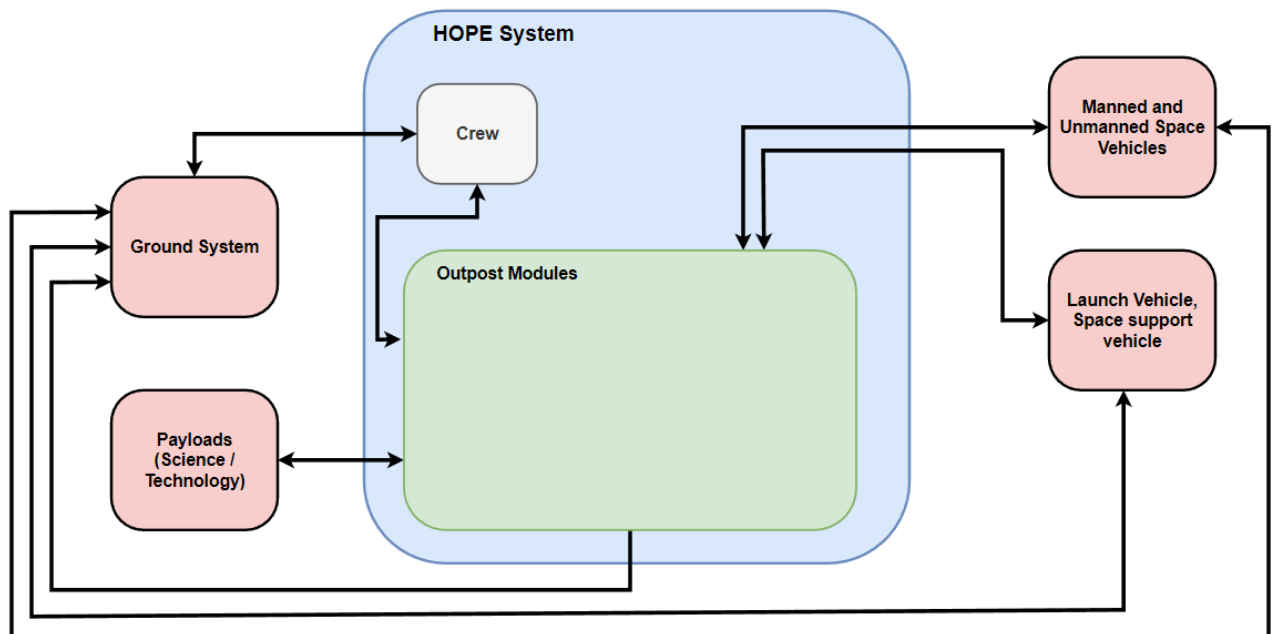 HOPE System
Crew
Manned and
Unmanned Space
Vehicles
Ground System
Outpost Modules
Launch Vehicle,
Space support
vehicle
Payloads
(Science /
Technology)